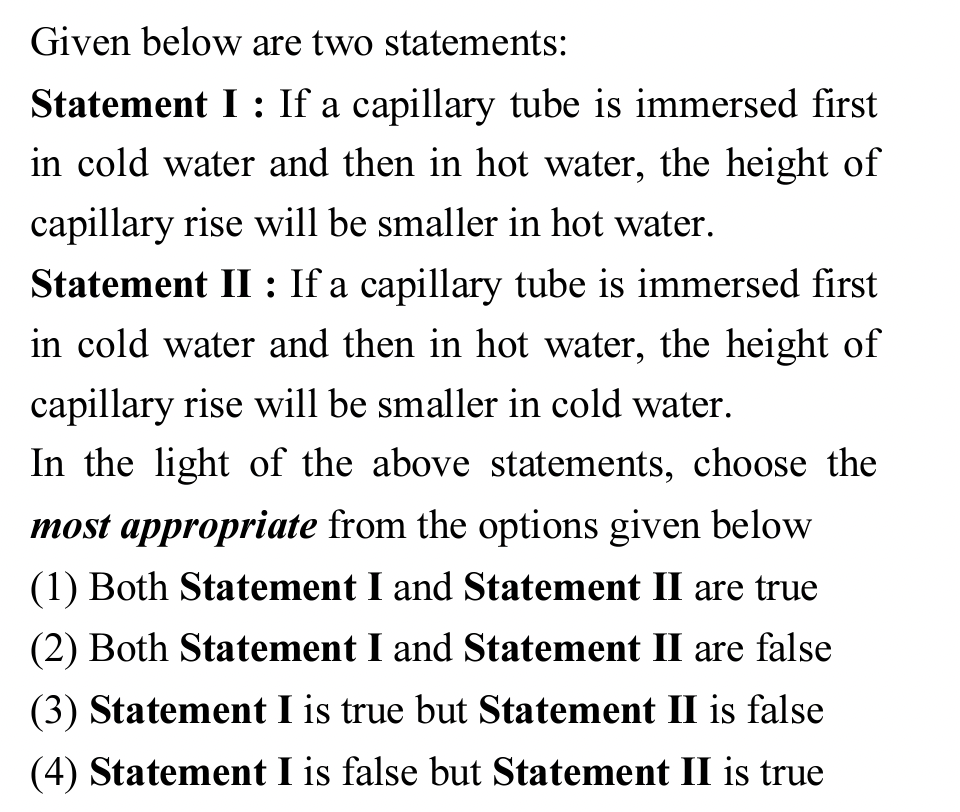 Given below are two statements:
Statement I : If a capillary tube is immersed first
in cold water and then in hot water, the height of
capillary rise will be smaller in hot water.
Statement II : If a capillary tube is immersed first
in cold water and then in hot water, the height of
capillary rise will be smaller in cold water.
In the light of the above statements, choose the
most appropriate from the options given below
(1) Both Statement I and Statement II are true
(2) Both Statement I and Statement II are false
(3) Statement I is true but Statement II is false
(4) Statement I is false but Statement II is true